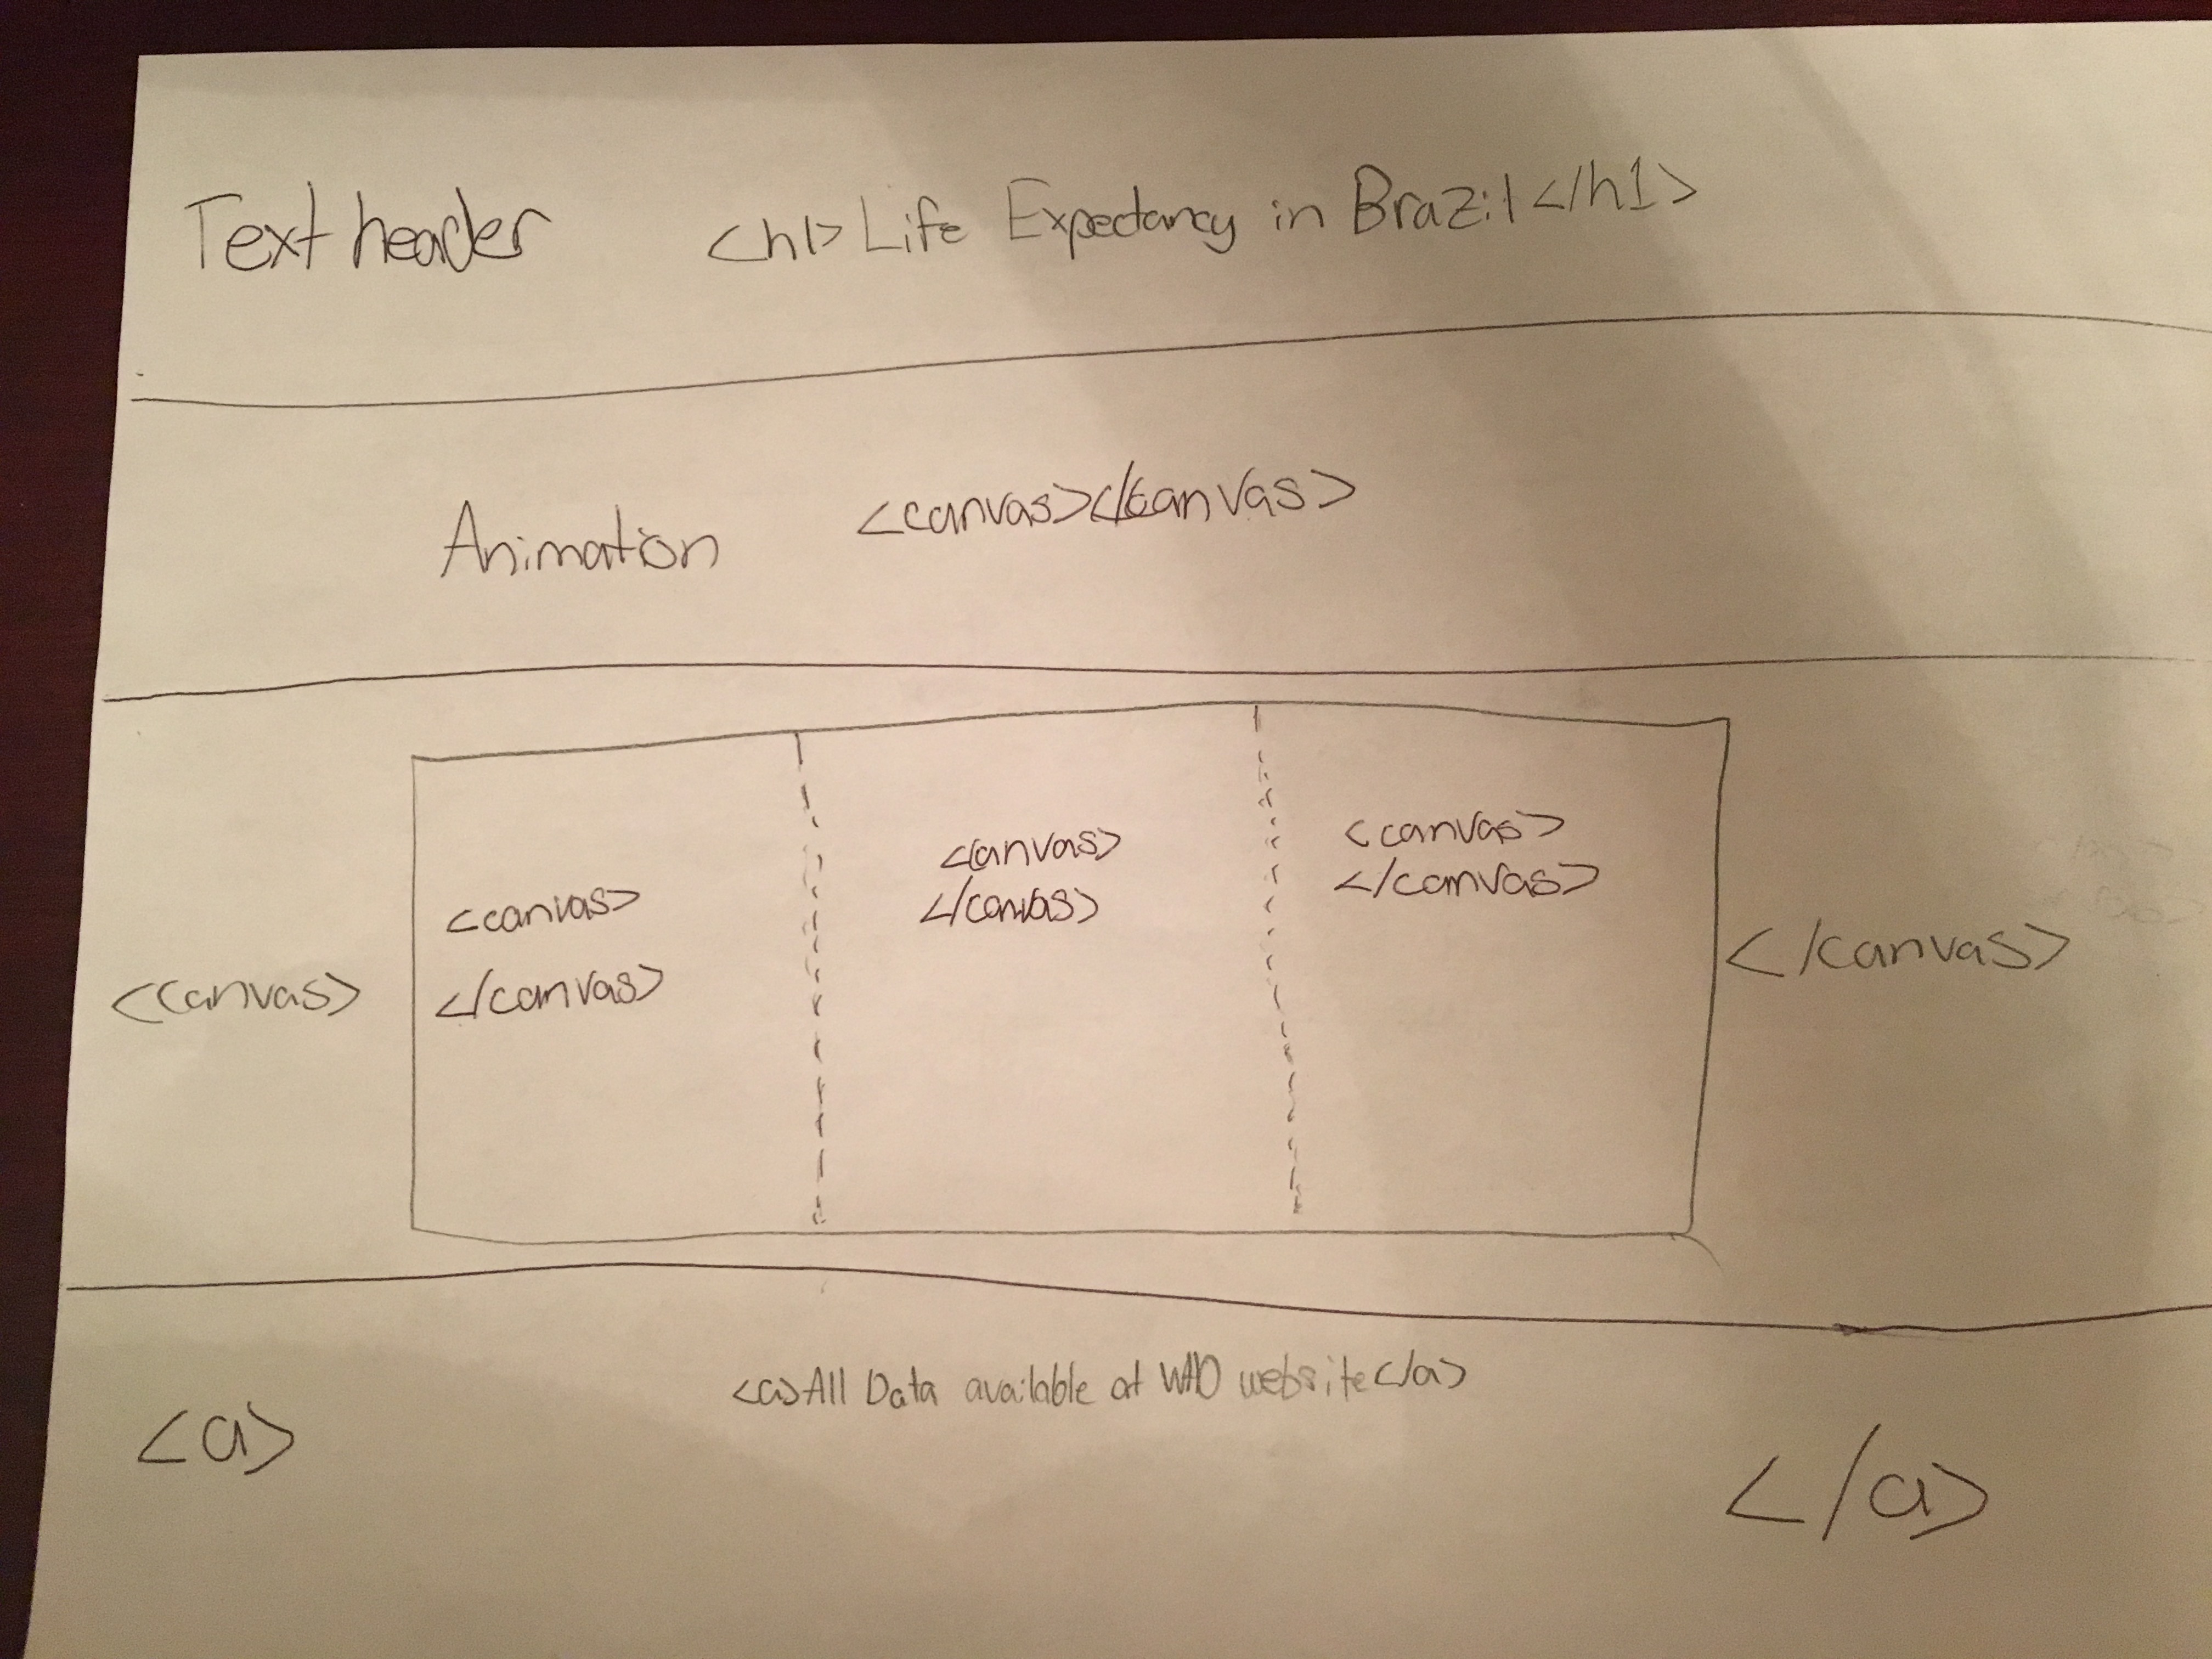 Text header <h1>Life Expectancy in Brazil</h1>
Animation <canvas></canvas>
<canvas>
<canvas>
</canvas>
<canvas>
</canvas>
<canvas>
</canvas>
</canvas>
<a>
<a>All Data available at WHO website</a>
</a>